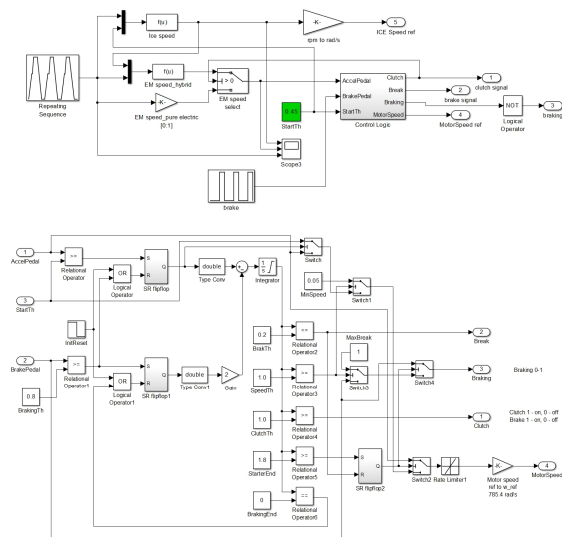 f(u)
Ice speed
-K-
rpm to rad/s
5
ICE Speed ref
Repeating
Sequence
f(u)
EM speed_hybrid
-K-
EM speed_pure electric
[0:1]
> 0
EM speed
select
0.43
StartTh
AccelPedal
BrakePedal
StartTh
Clutch
Break
Braking
MotorSpeed
Control Logic
1
clutch signal
2
brake signal
4
MotorSpeed ref
NOT
Logical
Operator
3
braking
Scope3
brake
1
AccelPedal
3
StartTh
>=
Relational
Operator
OR
Logical
Operator
S
R
Q
SR flipflop
double
Type Conv
1
s
Integrator
Switch
0.05
MinSpeed
Switch1
InitReset
2
BrakePedal
0.8
BrakingTh
>=
Relational
Operator1
OR
Logical
Operator1
S
R
Q
SR flipflop1
double
Type Conv1
2
Gain
0.2
BrakTh
<=
Relational
Operator2
MaxBreak
1
2
Break
1.0
SpeedTh
>=
Relational
Operator3
Switch3
Switch4
3
Braking
Braking 0-1
1.0
ClutchTh
>=
Relational
Operator4
1
Clutch
Clutch 1 - on, 0 - off
Brake 1 - on, 0 - off
1.8
StarterEnd
>=
Relational
Operator5
S
R
Q
SR flipflop2
Switch2
Rate Limiter1
-K-
Motor speed
ref to w_ref
785.4 rad/s
4
MotorSpeed
0
BrakingEnd
==
Relational
Operator6